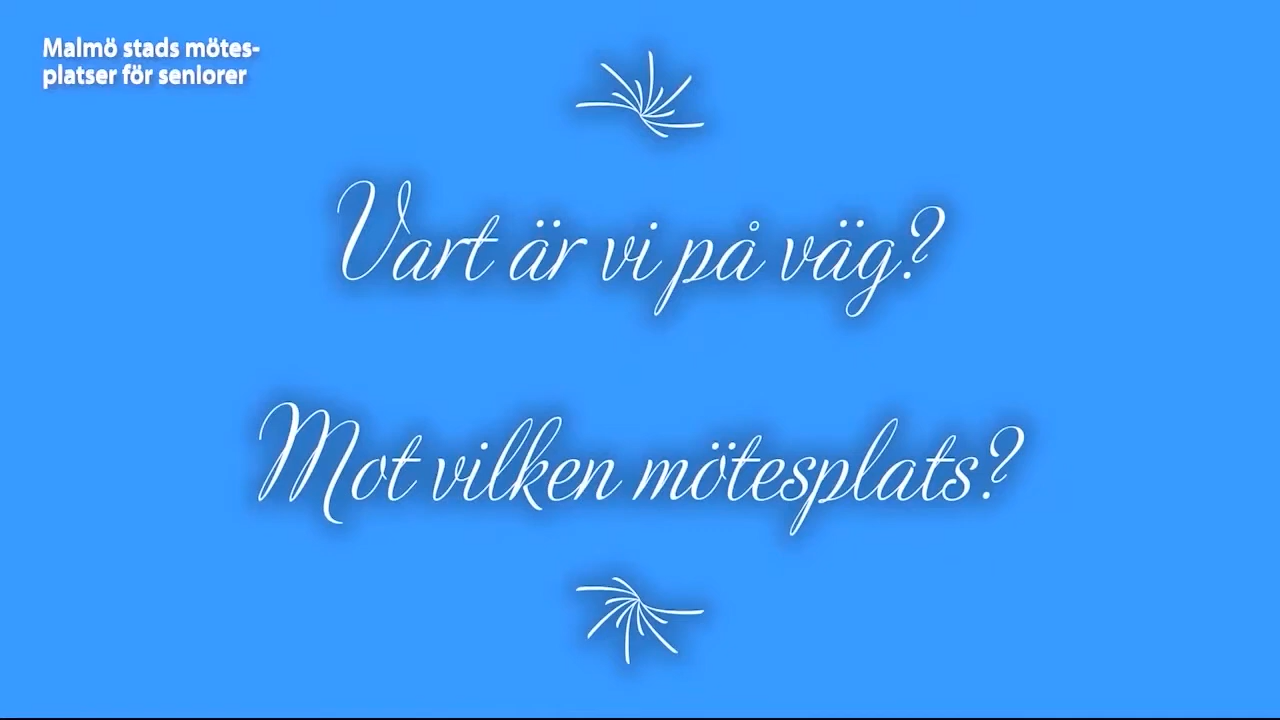 Malmö stads mötes-
platser för seniorer
Vart är vi på väg?
Mot vilken mötesplats?